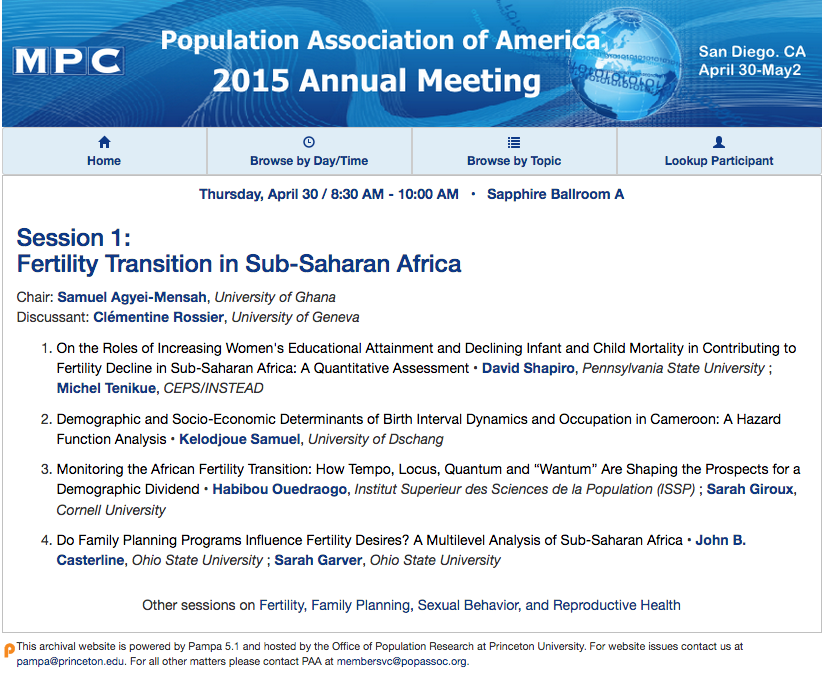 MPC
Population Association of America
2015 Annual Meeting
San Diego. CA
April 30-May2
Home
Browse by Day/Time
Browse by Topic
Lookup Participant
Thursday, April 30 / 8:30 AM - 10:00 AM • Sapphire Ballroom A
Session 1:
Fertility Transition in Sub-Saharan Africa
Chair: Samuel Agyei-Mensah, University of Ghana
Discussant: Clémentine Rossier, University of Geneva
1. On the Roles of Increasing Women's Educational Attainment and Declining Infant and Child Mortality in Contributing to
Fertility Decline in Sub-Saharan Africa: A Quantitative Assessment • David Shapiro, Pennsylvania State University ;
Michel Tenikue, CEPS/INSTEAD
2. Demographic and Socio-Economic Determinants of Birth Interval Dynamics and Occupation in Cameroon: A Hazard
Function Analysis • Kelodjoue Samuel, University of Dschang
3. Monitoring the African Fertility Transition: How Tempo, Locus, Quantum and “Wantum” Are Shaping the Prospects for a
Demographic Dividend • Habibou Ouedraogo, Institut Superieur des Sciences de la Population (ISSP) ; Sarah Giroux,
Cornell University
4. Do Family Planning Programs Influence Fertility Desires? A Multilevel Analysis of Sub-Saharan Africa • John B.
Casterline, Ohio State University ; Sarah Garver, Ohio State University
Other sessions on Fertility, Family Planning, Sexual Behavior, and Reproductive Health
This archival website is powered by Pampa 5.1 and hosted by the Office of Population Research at Princeton University. For website issues contact us at
pampa@princeton.edu. For all other matters please contact PAA at membersvc@popassoc.org.